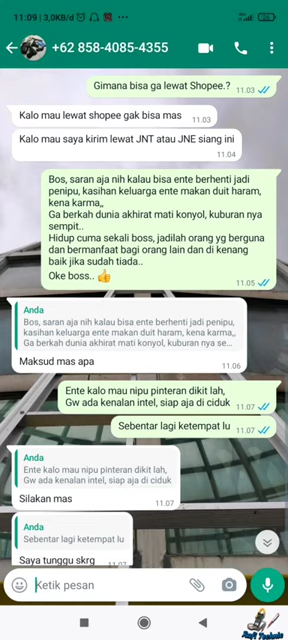 11:09 | 3,0KB/d
+62 858-4085-4355
Gimana bisa ga lewat Shopee.? 11.03
Kalo mau lewat shopee gak bisa mas 11.03
Kalo mau saya kirim lewat JNT atau JNE siang ini
11.04
Bos, saran aja nih kalau bisa ente berhenti jadi
penipu, kasihan keluarga ente makan duit haram,
kena karma,,
Ga berkah dunia akhirat mati konyol, kuburan nya
sempit..
Hidup cuma sekali boss, jadilah orang yg berguna
dan bermanfaat bagi orang lain dan di kenang
baik jika sudah tiada..
Oke boss.. 👍 11.05
Anda
Bos, saran aja nih kalau bisa ente berhenti jadi penipu,
kasihan keluarga ente makan duit haram, kena karma,,
Ga berkah dunia akhirat mati konyol, kuburan nya se...
Maksud mas apa 11.06
Ente kalo mau nipu pinteran dikit lah,
Gw ada kenalan intel, siap aja di ciduk 11.07
Sebentar lagi ketempat lu 11.07
Anda
Ente kalo mau nipu pinteran dikit lah,
Gw ada kenalan intel, siap aja di ciduk
Silakan mas 11.07
Anda
Sebentar lagi ketempat lu
Saya tunggu skrg 11.07
Ketik pesan